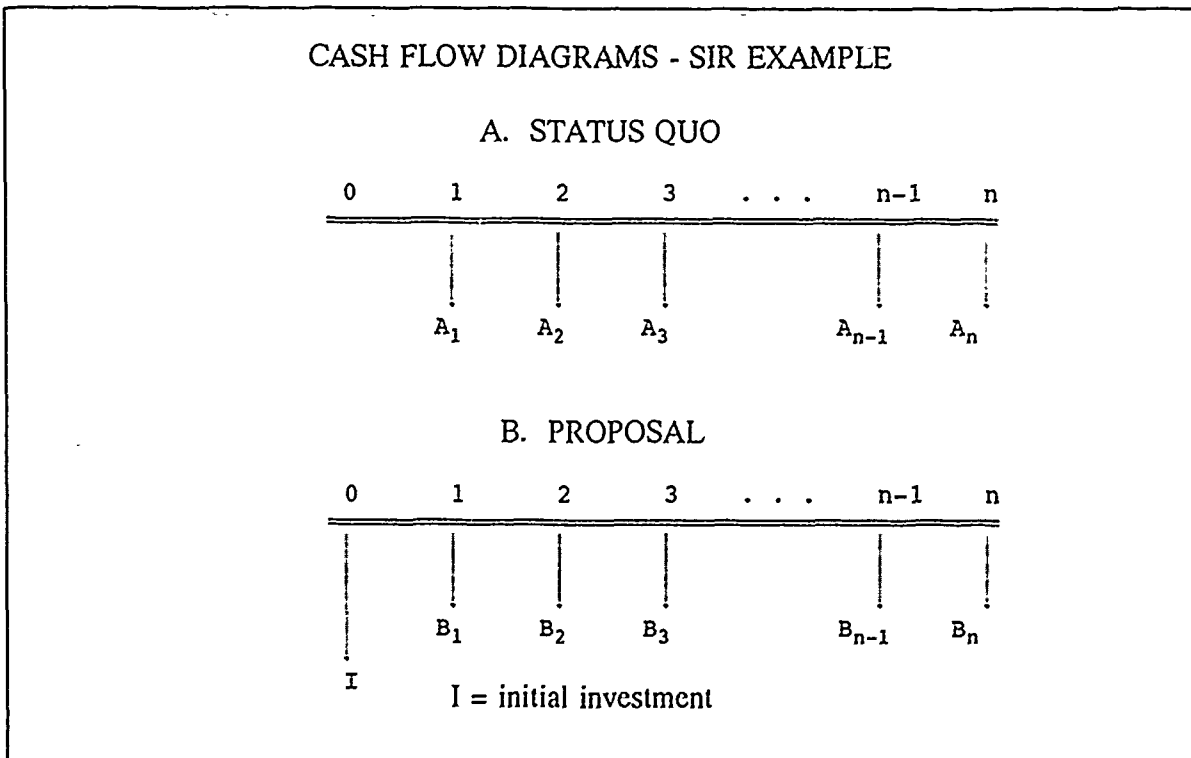 CASH FLOW DIAGRAMS - SIR EXAMPLE
A. STATUS QUO
0 1 2 3 . . . n-1 n
A₁ A₂ A₃ Aₙ₋₁ Aₙ
B. PROPOSAL
0 1 2 3 . . . n-1 n
B₁ B₂ B₃ Bₙ₋₁ Bₙ
I
I = initial investment